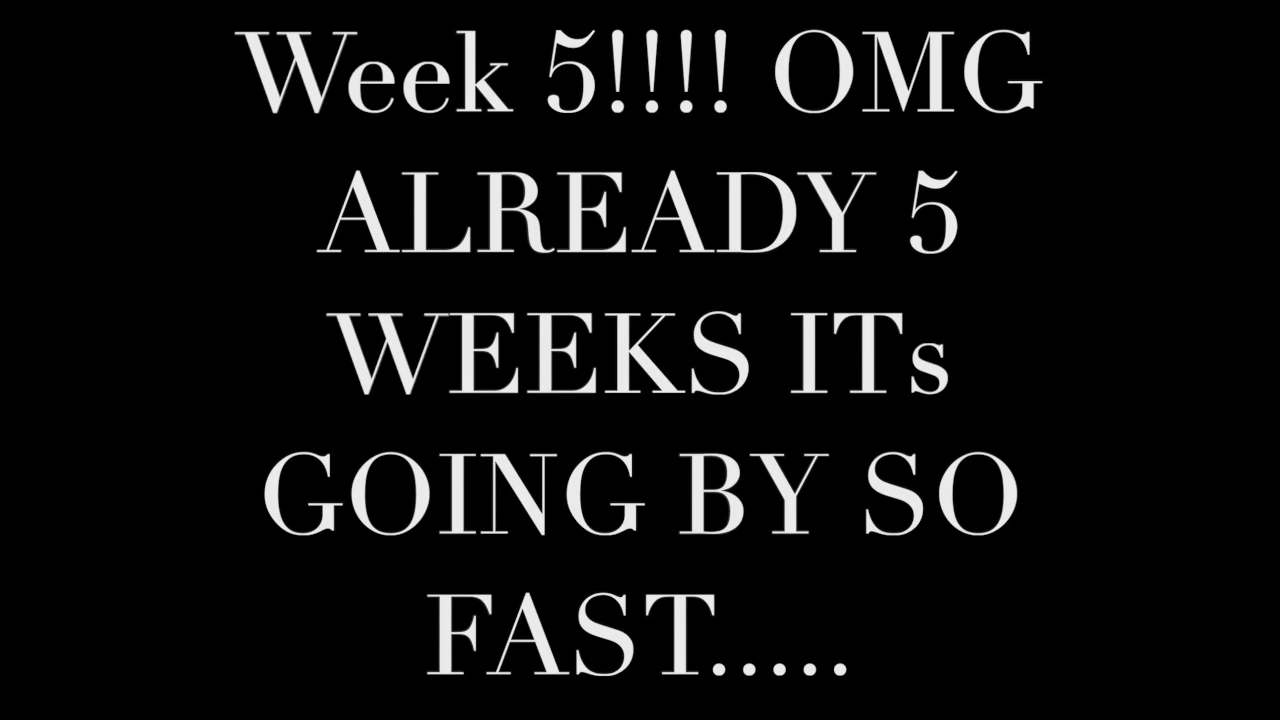 Week 5!!!! OMG
ALREADY 5
WEEKS ITs
GOING BY SO
FAST.....